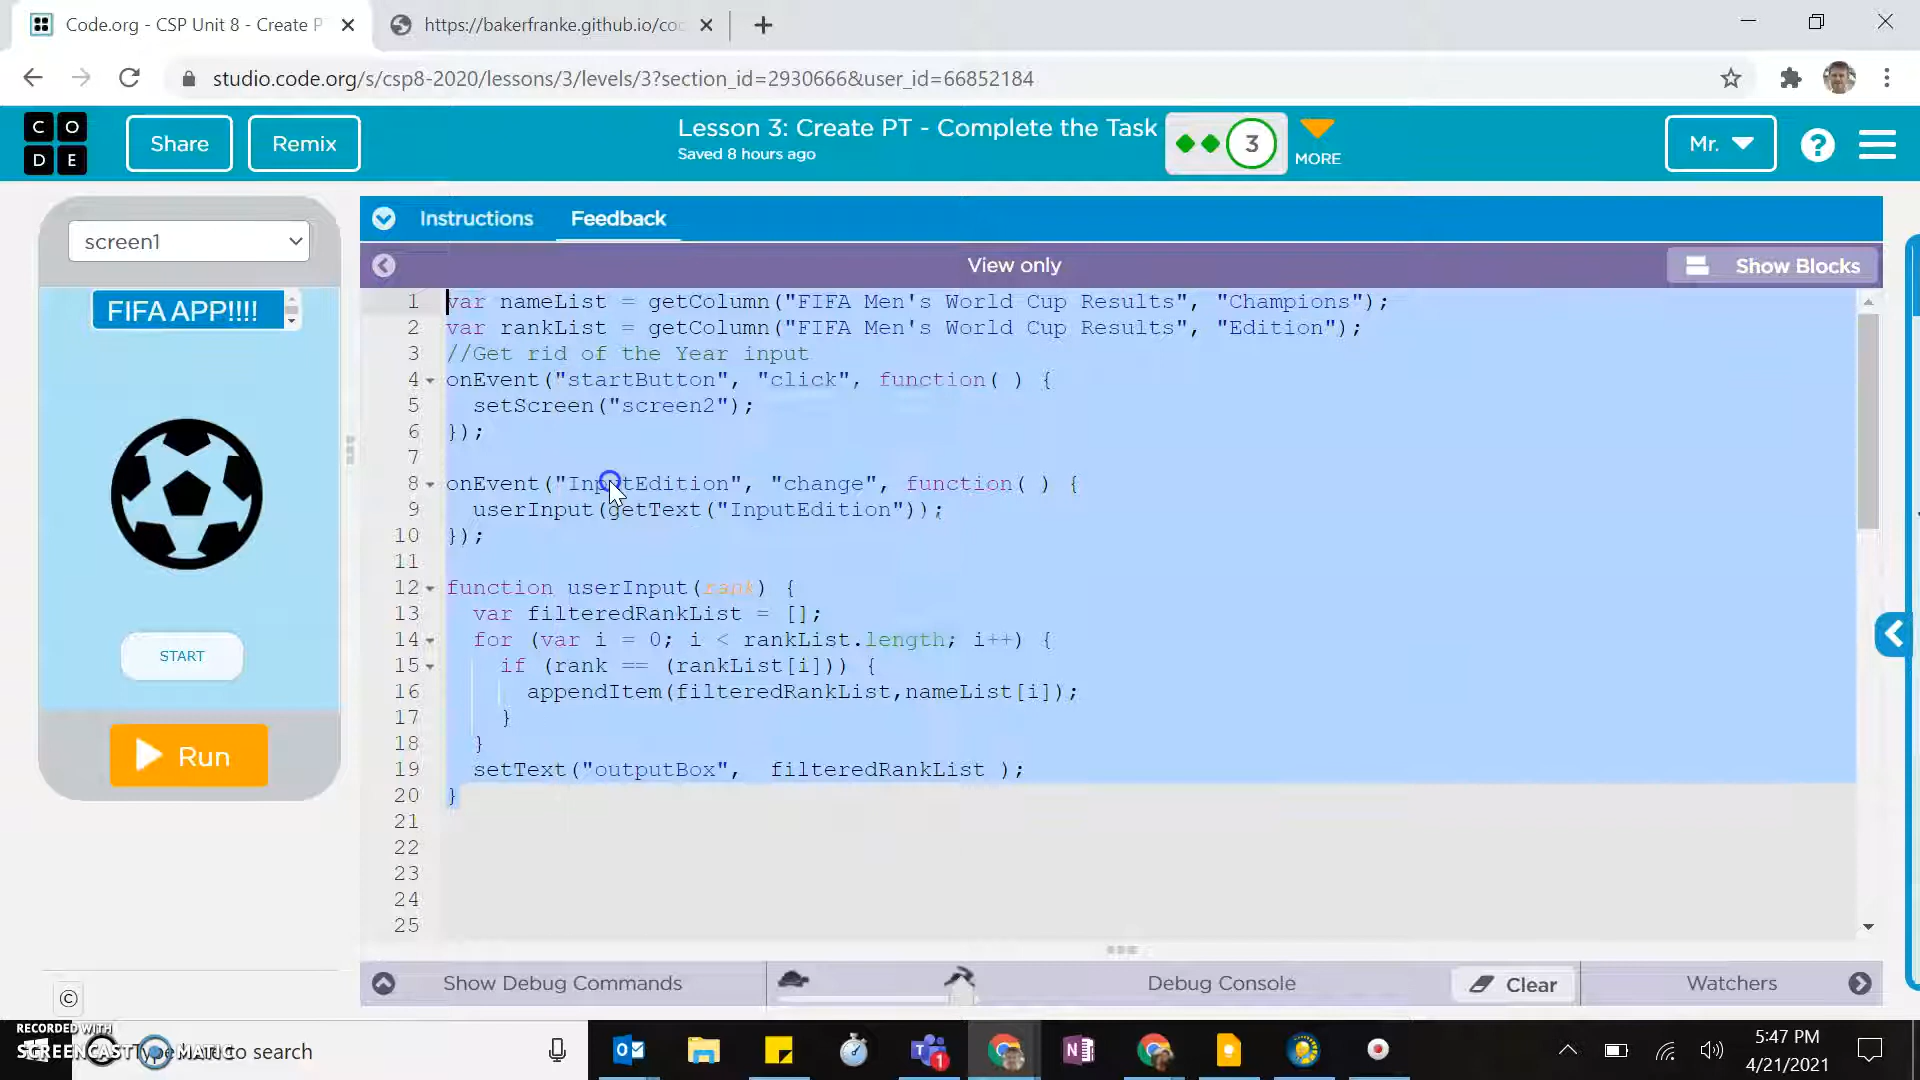 Code.org - CSP Unit 8 - Create P
https://bakerfranke.github.io/co
studio.code.org/s/csp8-2020/lessons/3/levels/3?section_id=2930666&user_id=66852184
C O D E
Share
Remix
Lesson 3: Create PT - Complete the Task
Saved 8 hours ago
3
MORE
Mr.
?
screen1
Instructions
Feedback
View only
Show Blocks
FIFA APP!!!!
START
Run
1 var nameList = getColumn("FIFA Men's World Cup Results", "Champions");
2 var rankList = getColumn("FIFA Men's World Cup Results", "Edition");
3 //Get rid of the Year input
4 onEvent("startButton", "click", function( ) {
5 setScreen("screen2");
6 });
7
8 onEvent("InputEdition", "change", function( ) {
9 userInput(getText("InputEdition"));
10 });
11
12 function userInput(rank) {
13 var filteredRankList = [];
14 for (var i = 0; i < rankList.length; i++) {
15 if (rank == (rankList[i])) {
16 appendItem(filteredRankList,nameList[i]);
17 }
18 }
19 setText("outputBox",  filteredRankList );
20 }
21
22
23
24
25
Show Debug Commands
Debug Console
Clear
Watchers
©
RECORDED WITH
SCREENCAST MATIC
Type here to search
1
5:47 PM
4/21/2021